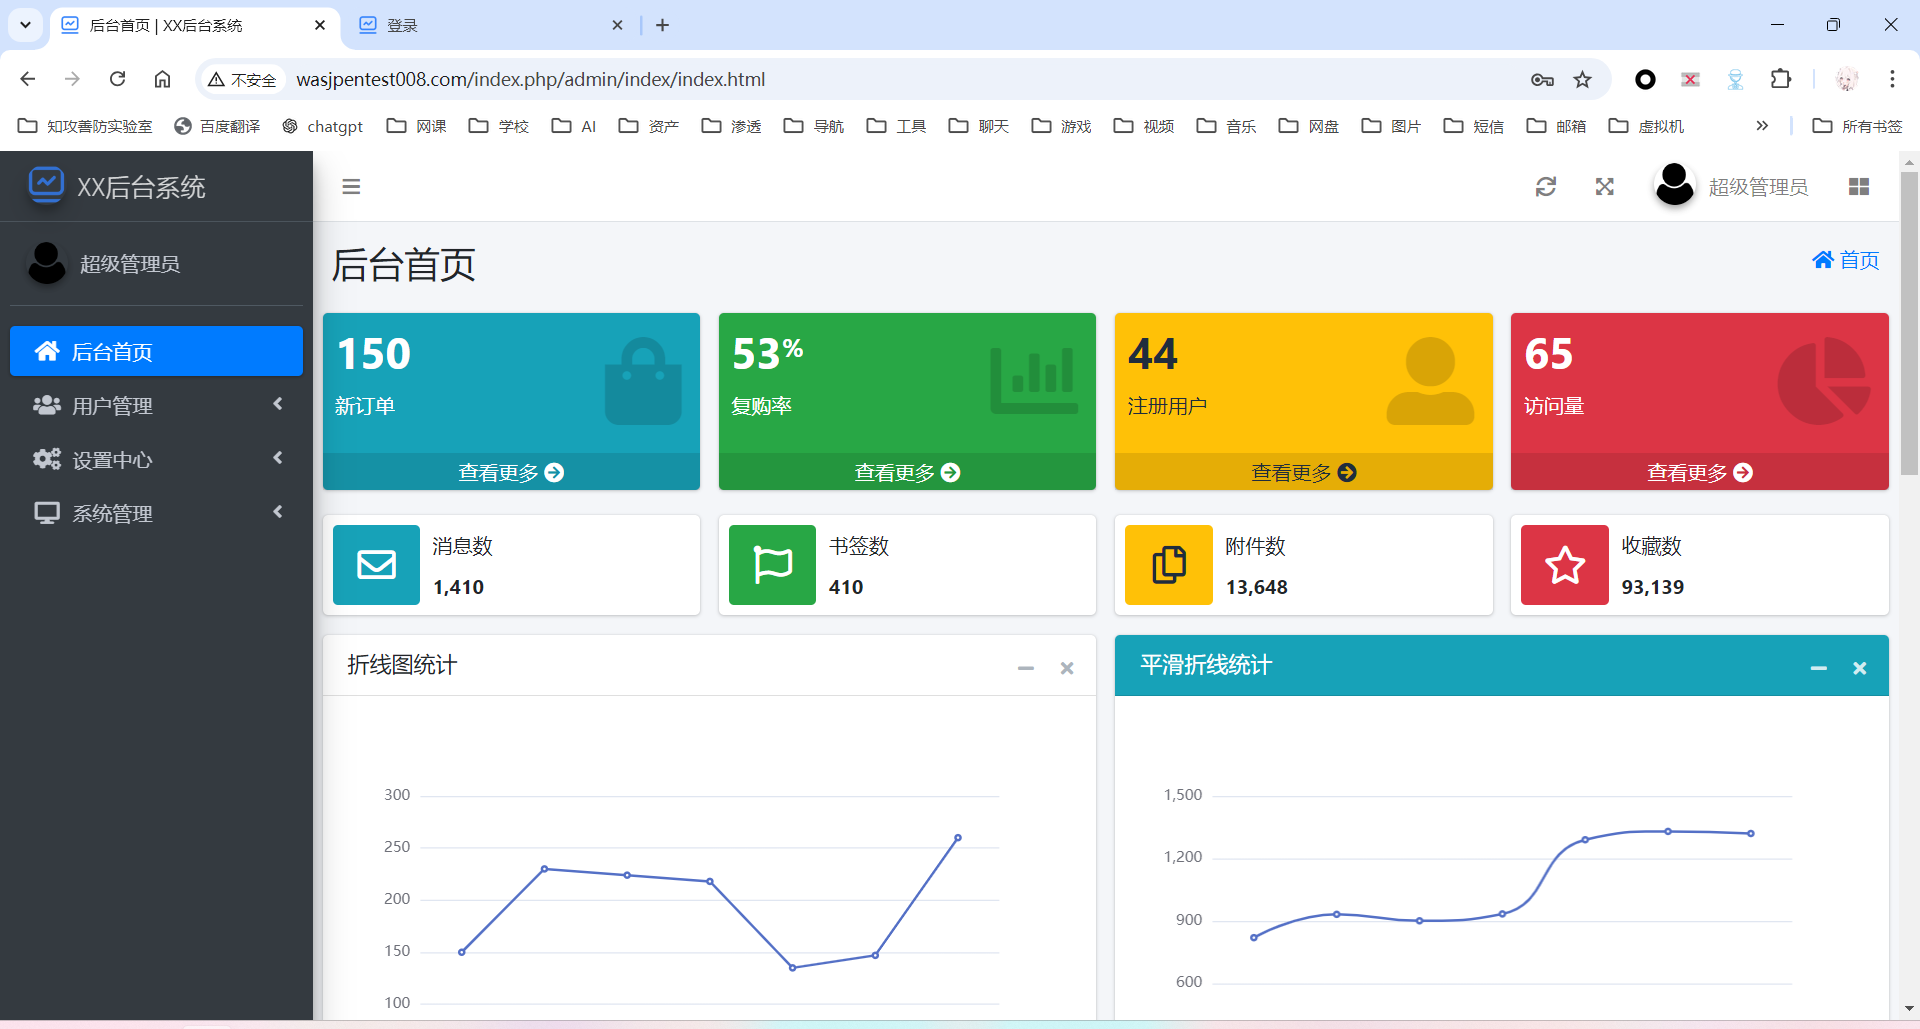 后台首页 | XX后台系统
登录
不安全
wasjpentest008.com/index.php/admin/index/index.html
知攻善防实验室 百度翻译 chatgpt 网课 学校 AI 资产 渗透 导航 工具 聊天 游戏 视频 音乐 网盘 图片 短信 邮箱 虚拟机 所有书签
XX后台系统
超级管理员
超级管理员
后台首页
用户管理
设置中心
系统管理
后台首页
首页
150
新订单
查看更多
53%
复购率
查看更多
44
注册用户
查看更多
65
访问量
查看更多
消息数
1,410
书签数
410
附件数
13,648
收藏数
93,139
折线图统计
300
250
200
150
100
平滑折线统计
1,500
1,200
900
600